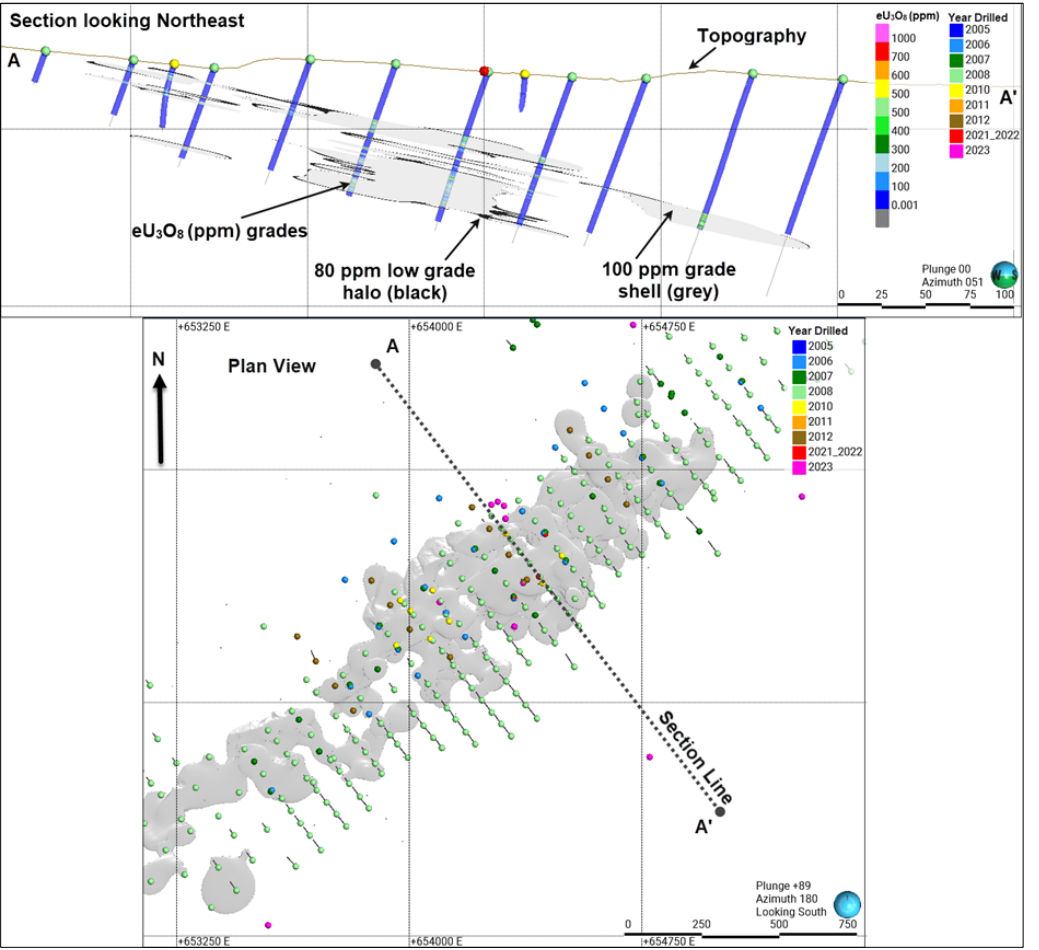 Section looking Northeast
A
Topography
A'
eU₃O₈ (ppm)
1000
700
600
500
500
400
300
200
100
0.001
Year Drilled
2005
2006
2007
2008
2010
2011
2012
2021_2022
2023
eU₃O₈ (ppm) grades
80 ppm low grade
halo (black)
100 ppm grade
shell (grey)
Plunge 00
Azimuth 051
0 25 50 75 100
+653250 E +654000 E +654750 E
N
Plan View
A
Year Drilled
2005
2006
2007
2008
2010
2011
2012
2021_2022
2023
Section Line
A'
Plunge +89
Azimuth 180
Looking South
0 250 500 750
+653250 E +654000 E +654750 E